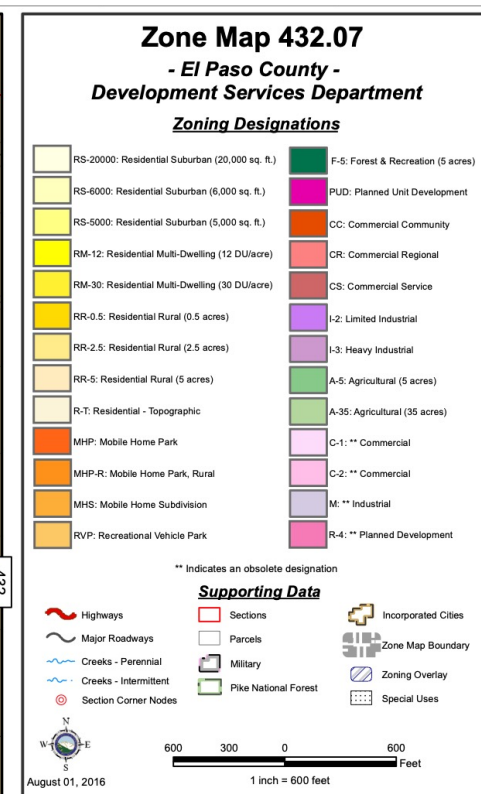 Zone Map 432.07
- El Paso County -
Development Services Department
Zoning Designations
RS-20000: Residential Suburban (20,000 sq. ft.)
RS-6000: Residential Suburban (6,000 sq. ft.)
RS-5000: Residential Suburban (5,000 sq. ft.)
RM-12: Residential Multi-Dwelling (12 DU/acre)
RM-30: Residential Multi-Dwelling (30 DU/acre)
RR-0.5: Residential Rural (0.5 acres)
RR-2.5: Residential Rural (2.5 acres)
RR-5: Residential Rural (5 acres)
R-T: Residential - Topographic
MHP: Mobile Home Park
MHP-R: Mobile Home Park, Rural
MHS: Mobile Home Subdivision
RVP: Recreational Vehicle Park
F-5: Forest & Recreation (5 acres)
PUD: Planned Unit Development
CC: Commercial Community
CR: Commercial Regional
CS: Commercial Service
I-2: Limited Industrial
I-3: Heavy Industrial
A-5: Agricultural (5 acres)
A-35: Agricultural (35 acres)
C-1: ** Commercial
C-2: ** Commercial
M: ** Industrial
R-4: ** Planned Development
** Indicates an obsolete designation
Supporting Data
Highways
Major Roadways
Creeks - Perennial
Creeks - Intermittent
Section Corner Nodes
Sections
Parcels
Military
Pike National Forest
Incorporated Cities
Zone Map Boundary
Zoning Overlay
Special Uses
N
W
E
S
August 01, 2016
600 300 0 600
Feet
1 inch = 600 feet